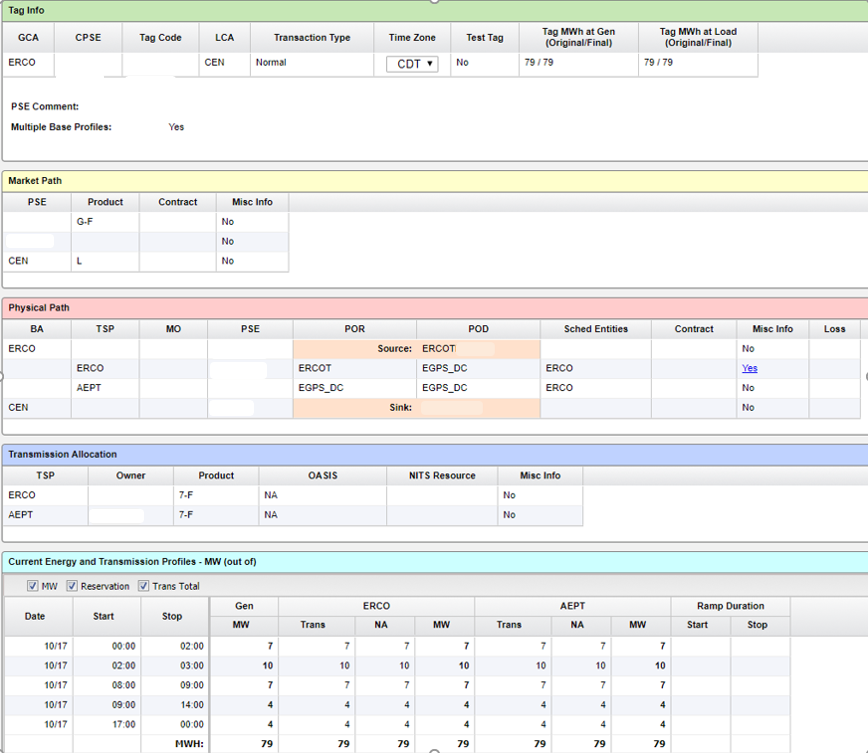 Tag Info
GCA CPSE Tag Code LCA Transaction Type Time Zone Test Tag Tag MWh at Gen (Original/Final) Tag MWh at Load (Original/Final)
ERCO CEN Normal CDT ▼ No 79 / 79 79 / 79
PSE Comment:
Multiple Base Profiles: Yes
Market Path
PSE Product Contract Misc Info
G-F No
No
CEN L No
Physical Path
BA TSP MO PSE POR POD Sched Entities Contract Misc Info Loss
ERCO Source: ERCOT No
ERCO ERCOT EGPS_DC ERCO Yes
AEPT EGPS_DC EGPS_DC ERCO No
CEN Sink: No
Transmission Allocation
TSP Owner Product OASIS NITS Resource Misc Info
ERCO 7-F NA No
AEPT 7-F NA No
Current Energy and Transmission Profiles - MW (out of)
MW Reservation Trans Total
Date Start Stop Gen ERCO AEPT Ramp Duration
MW Trans NA MW Trans NA MW Start Stop
10/17 00:00 02:00 7 7 7 7 7 7 7
10/17 02:00 03:00 10 10 10 10 10 10 10
10/17 08:00 09:00 7 7 7 7 7 7 7
10/17 09:00 14:00 4 4 4 4 4 4 4
10/17 17:00 00:00 4 4 4 4 4 4 4
MWH: 79 79 79 79 79 79 79